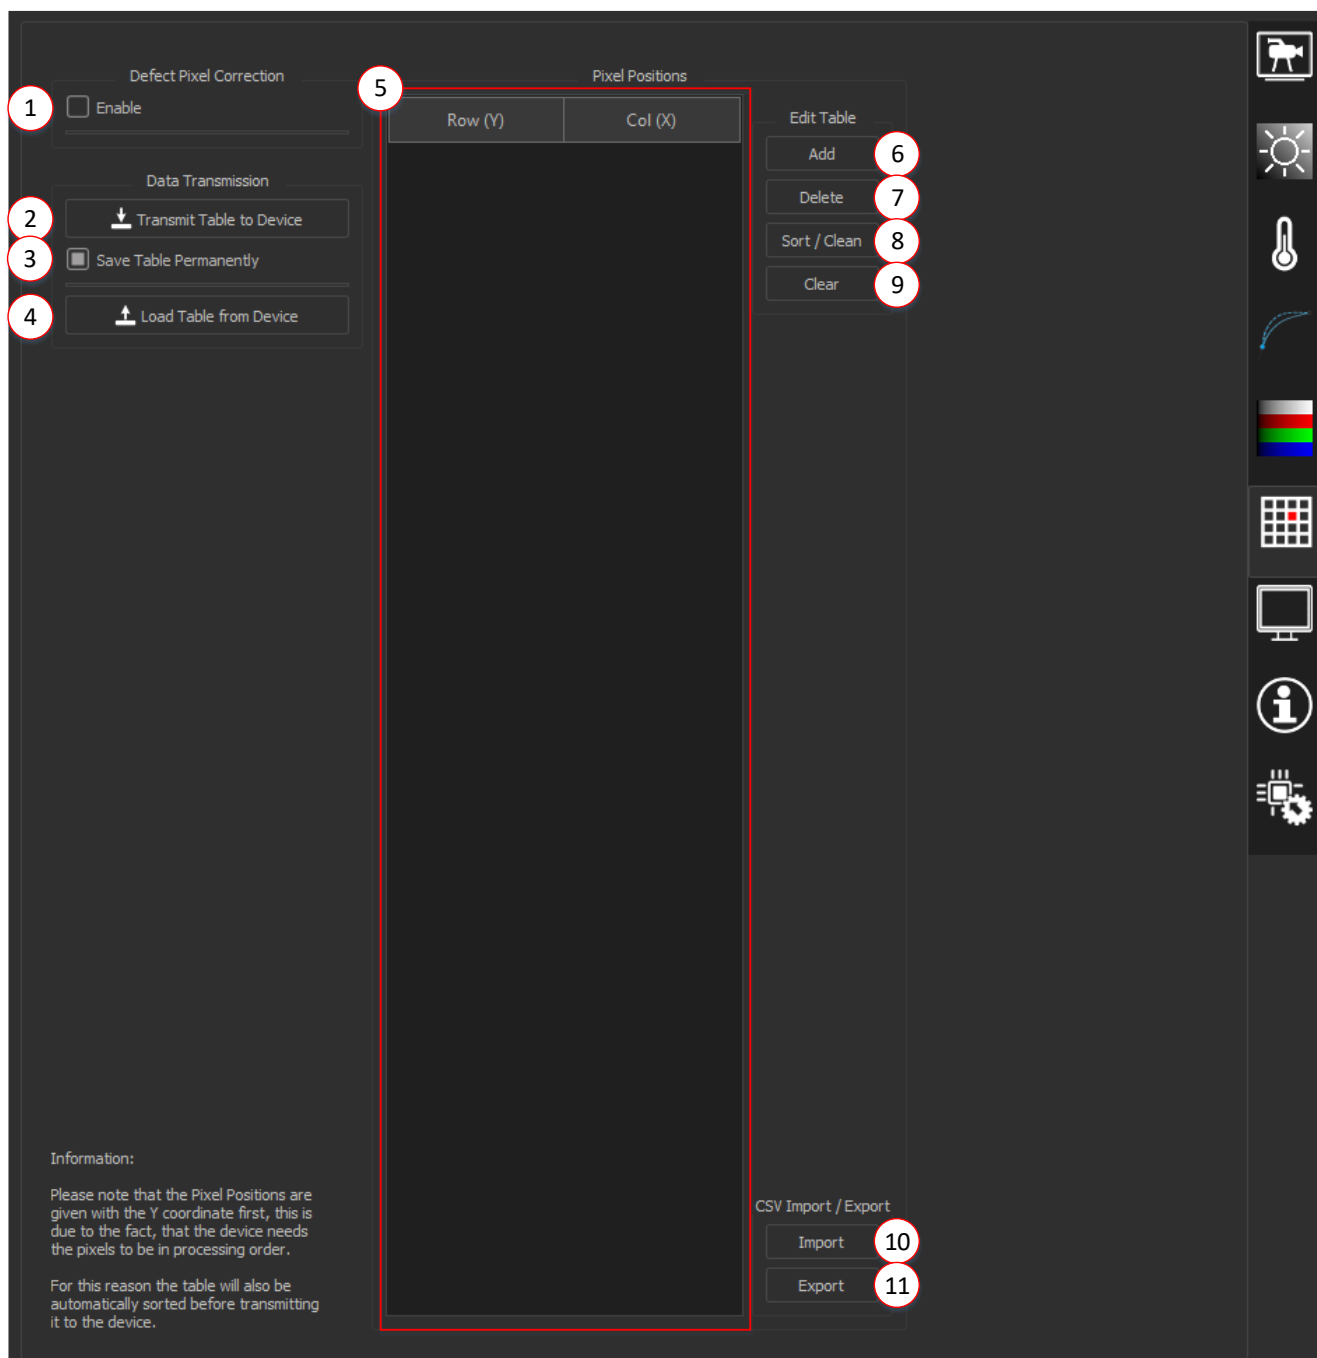 Defect Pixel Correction
1
Enable
Data Transmission
2
Transmit Table to Device
3
Save Table Permanently
4
Load Table from Device
Information:
Please note that the Pixel Positions are
given with the Y coordinate first, this is
due to the fact, that the device needs
the pixels to be in processing order.
For this reason the table will also be
automatically sorted before transmitting
it to the device.
Pixel Positions
5
Row (Y) Col (X)
Edit Table
Add 6
Delete 7
Sort / Clean 8
Clear 9
CSV Import / Export
Import 10
Export 11